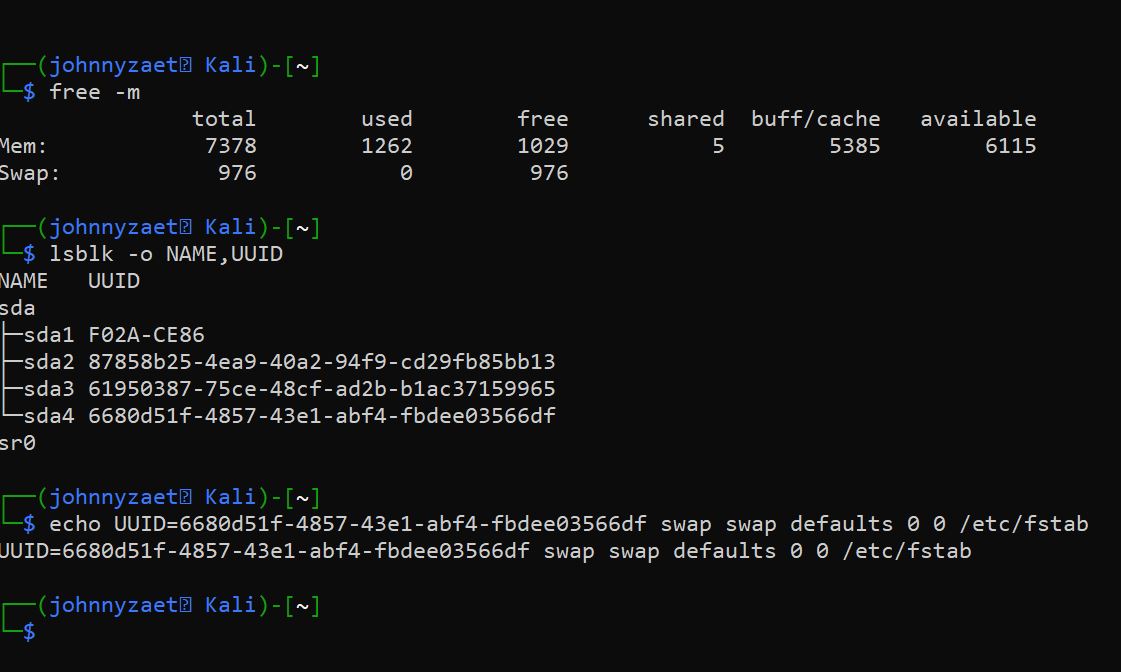 ┌──(johnnyzaet㉿ Kali)-[~]
└─$ free -m
total used free shared buff/cache available
Mem: 7378 1262 1029 5 5385 6115
Swap: 976 0 976
┌──(johnnyzaet㉿ Kali)-[~]
└─$ lsblk -o NAME,UUID
NAME UUID
sda
├─sda1 F02A-CE86
├─sda2 87858b25-4ea9-40a2-94f9-cd29fb85bb13
├─sda3 61950387-75ce-48cf-ad2b-b1ac37159965
└─sda4 6680d51f-4857-43e1-abf4-fbdee03566df
sr0
┌──(johnnyzaet㉿ Kali)-[~]
└─$ echo UUID=6680d51f-4857-43e1-abf4-fbdee03566df swap swap defaults 0 0 /etc/fstab
UUID=6680d51f-4857-43e1-abf4-fbdee03566df swap swap defaults 0 0 /etc/fstab
┌──(johnnyzaet㉿ Kali)-[~]
└─$